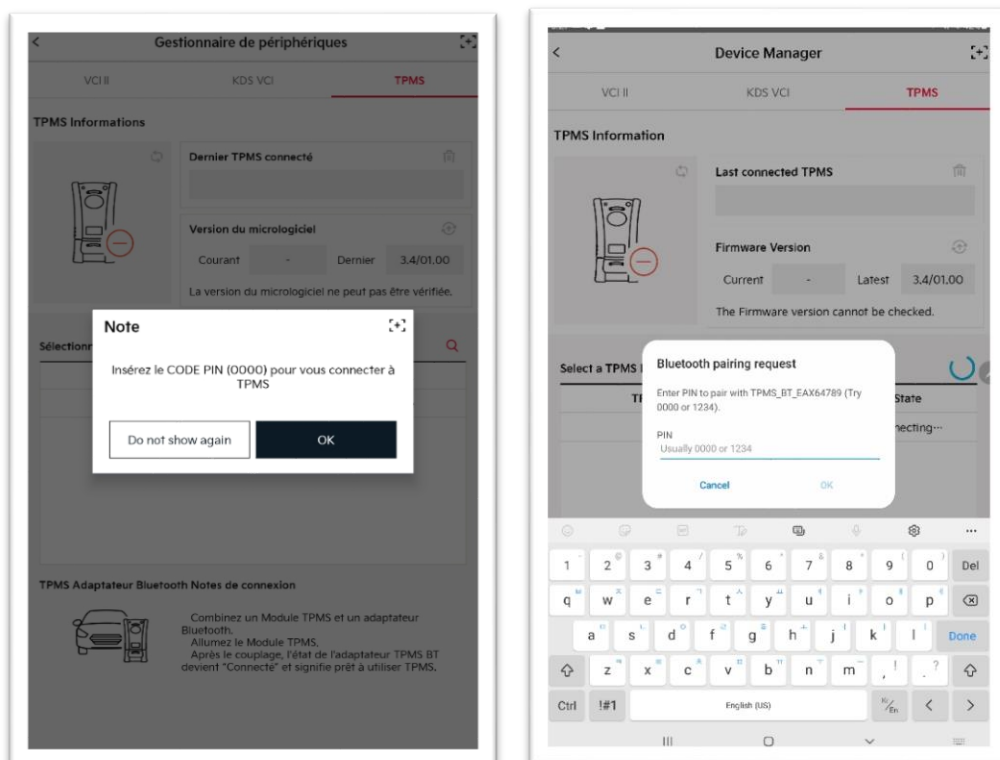 Gestionnaire de périphériques
VCI II KDS VCI TPMS
TPMS Informations
Dernier TPMS connecté
Version du micrologiciel
Courant - Dernier 3.4/01.00
La version du micrologiciel ne peut pas être vérifiée.
Sélectionn
Note
Insérez le CODE PIN (0000) pour vous connecter à
TPMS
Do not show again OK
TPMS Adaptateur Bluetooth Notes de connexion
Combinez un Module TPMS et un adaptateur
Bluetooth.
Allumez le Module TPMS.
Après le couplage, l'état de l'adaptateur TPMS BT
devient "Connecté" et signifie prêt à utiliser TPMS.
Device Manager
VCI II KDS VCI TPMS
TPMS Information
Last connected TPMS
Firmware Version
Current - Latest 3.4/01.00
The Firmware version cannot be checked.
Select a TPMS
State
necting...
Bluetooth pairing request
Enter PIN to pair with TPMS_BT_EAX64789 (Try
0000 or 1234).
PIN
Usually 0000 or 1234
Cancel OK
1 2 3 4 5 6 7 8 9 0 Del
q w e r t y u i o p
a s d f g h j k l Done
z x c v b n m , ! . ?
Ctrl !#1 English (US) En < >